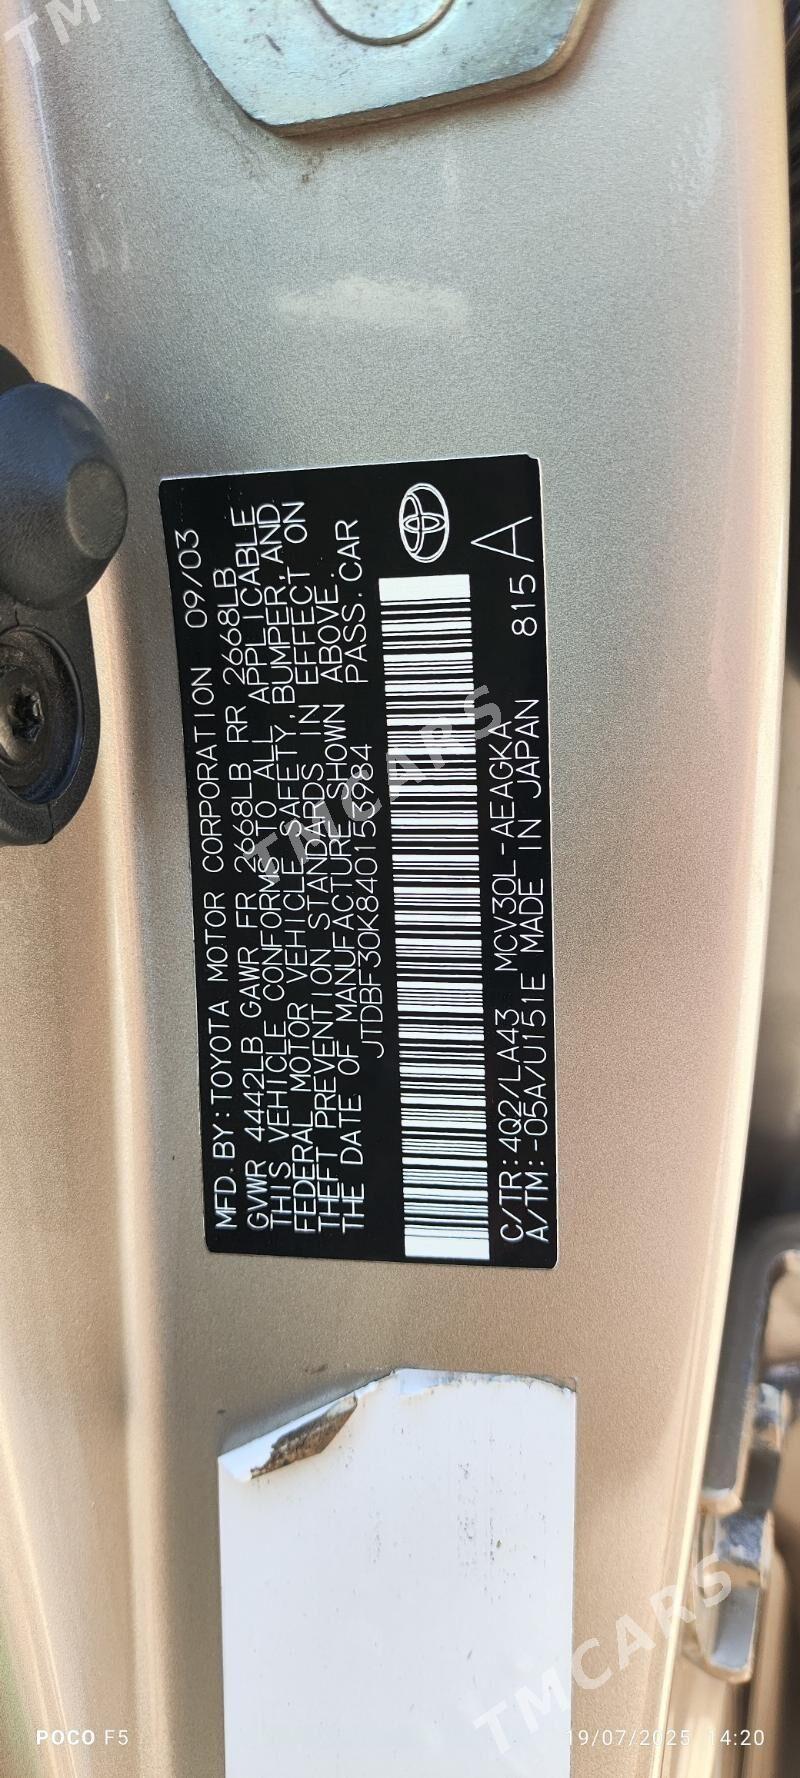 MFD. BY: TOYOTA MOTOR CORPORATION 09/03
GVWR 4442LB GAWR FR 2668LB RR 2668LB
THIS VEHICLE CONFORMS TO ALL APPLICABLE
FEDERAL MOTOR VEHICLE SAFETY, BUMPER, AND
THEFT PREVENTION STANDARDS IN EFFECT ON
THE DATE OF MANUFACTURE SHOWN ABOVE.
JTDBF30K840153984 PASS. CAR
C/TR: 4Q2/LA43 MCV30L-AEAGKA
A/TM: -05A/U151E MADE IN JAPAN 815 A
TMCARS
TMCARS
POCO F5
19/07/2025 14:20